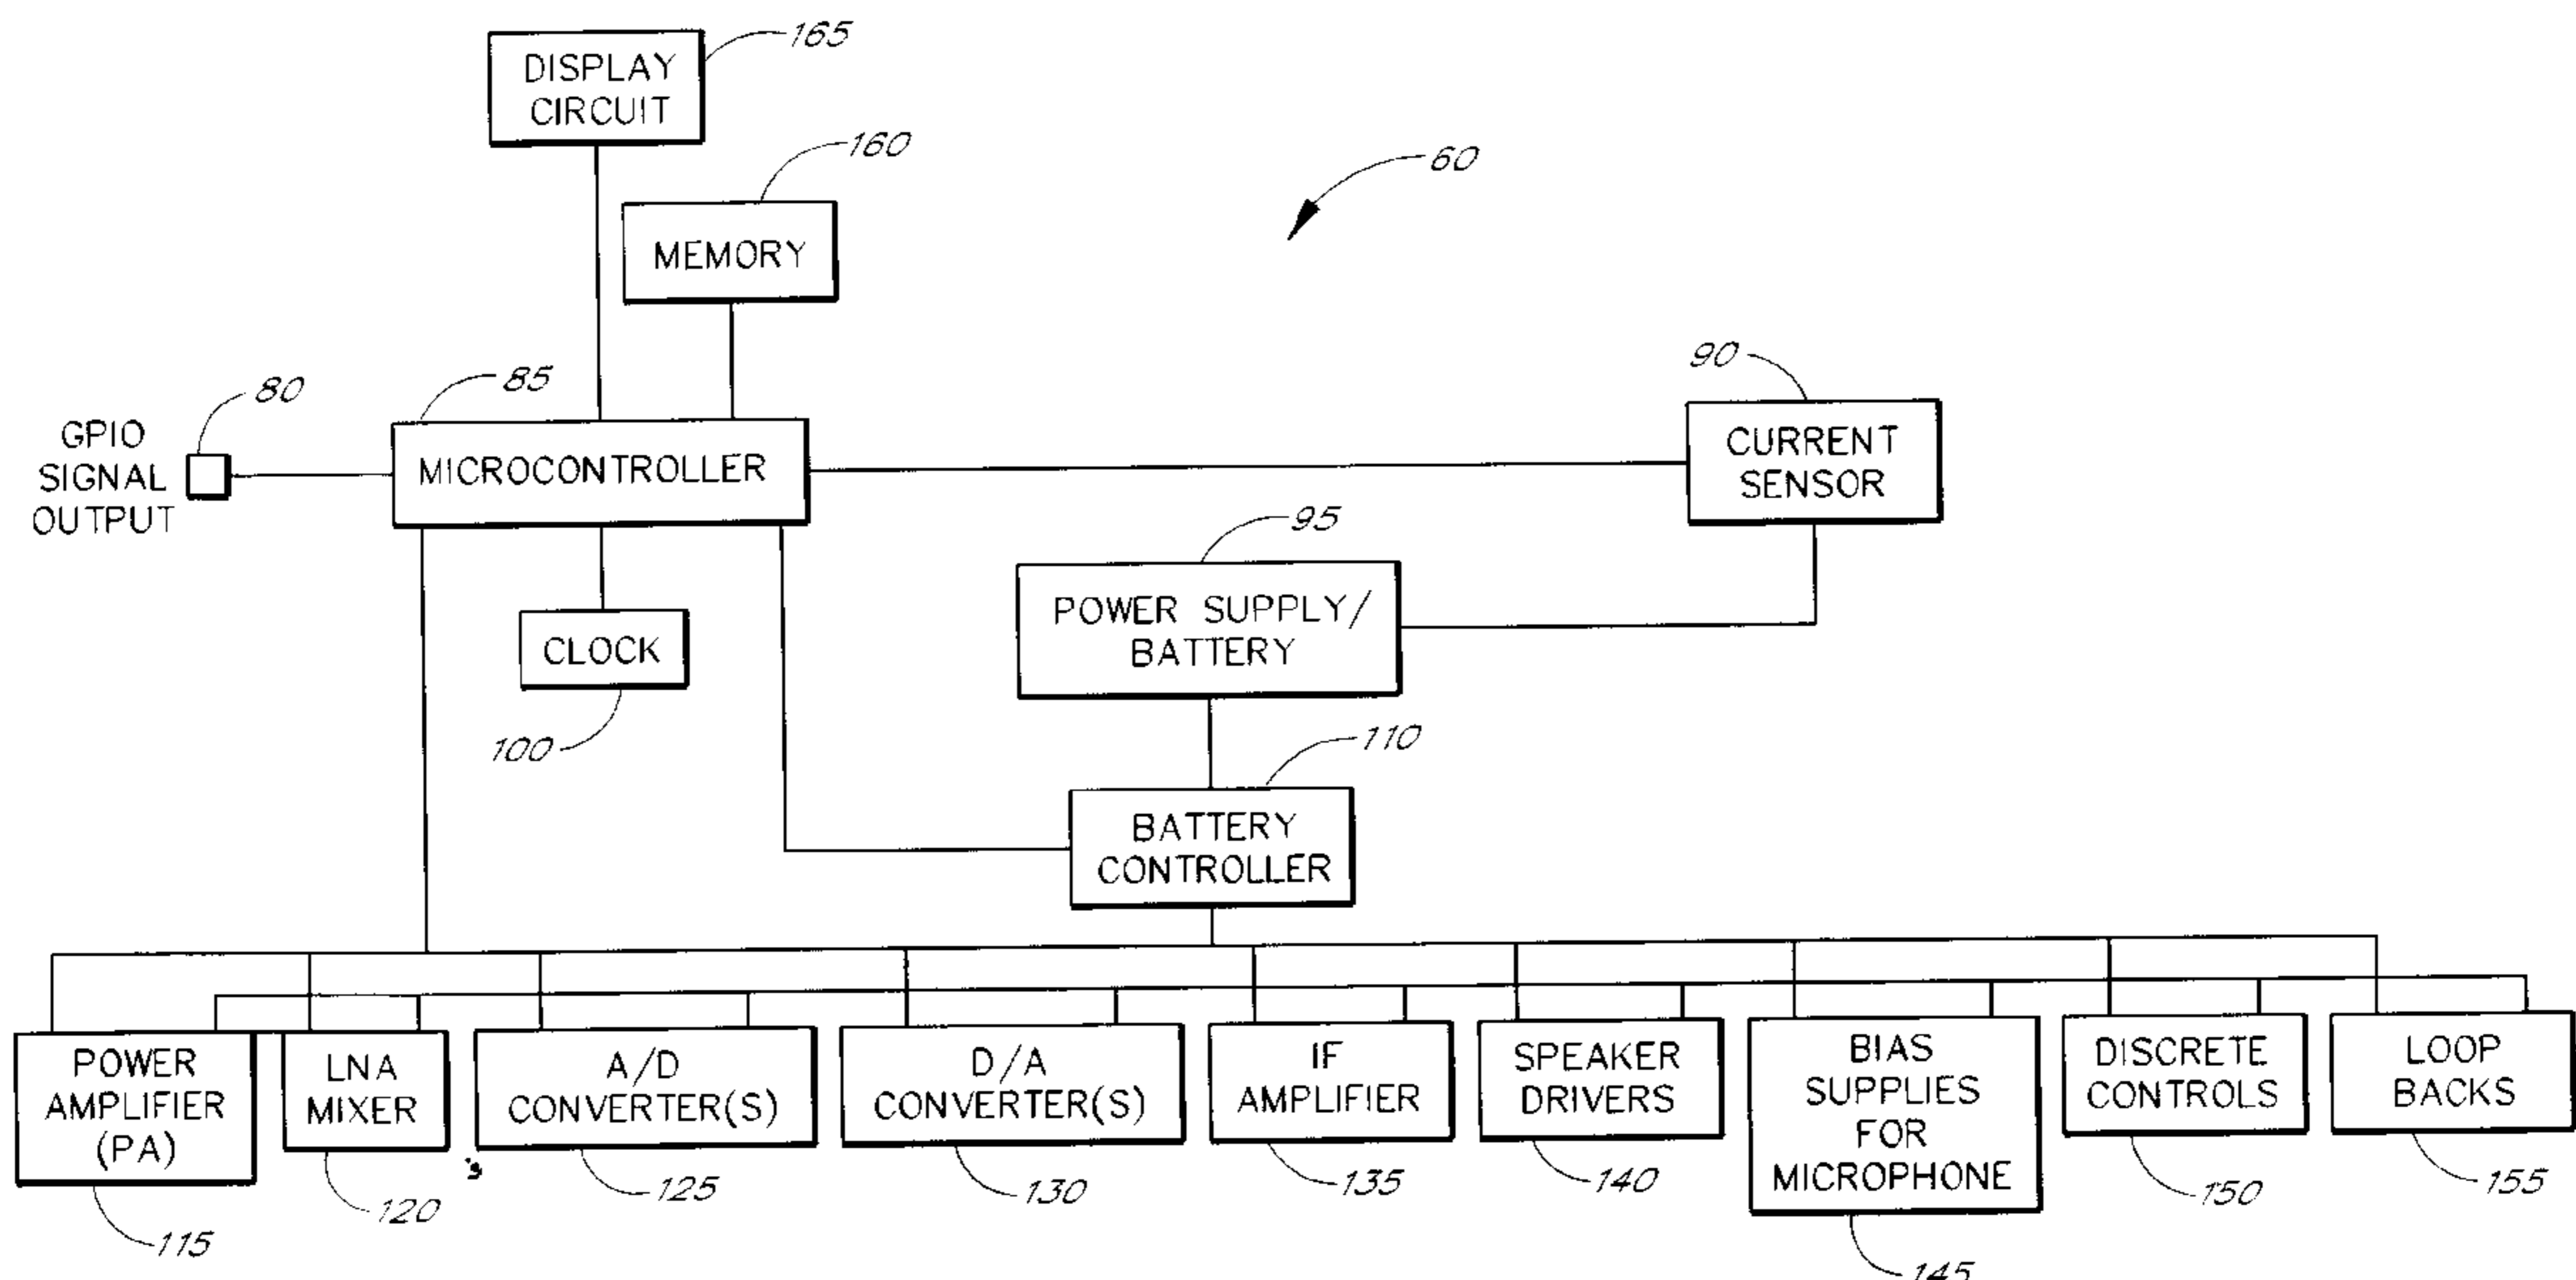 DISPLAY
CIRCUIT
165
MEMORY
160
60
GPIO
SIGNAL
OUTPUT
80
MICROCONTROLLER
85
CURRENT
SENSOR
90
POWER SUPPLY/
BATTERY
95
CLOCK
100
BATTERY
CONTROLLER
110
POWER
AMPLIFIER
(PA)
115
LNA
MIXER
120
A/D
CONVERTER(S)
125
D/A
CONVERTER(S)
130
IF
AMPLIFIER
135
SPEAKER
DRIVERS
140
BIAS
SUPPLIES
FOR
MICROPHONE
145
DISCRETE
CONTROLS
150
LOOP
BACKS
155